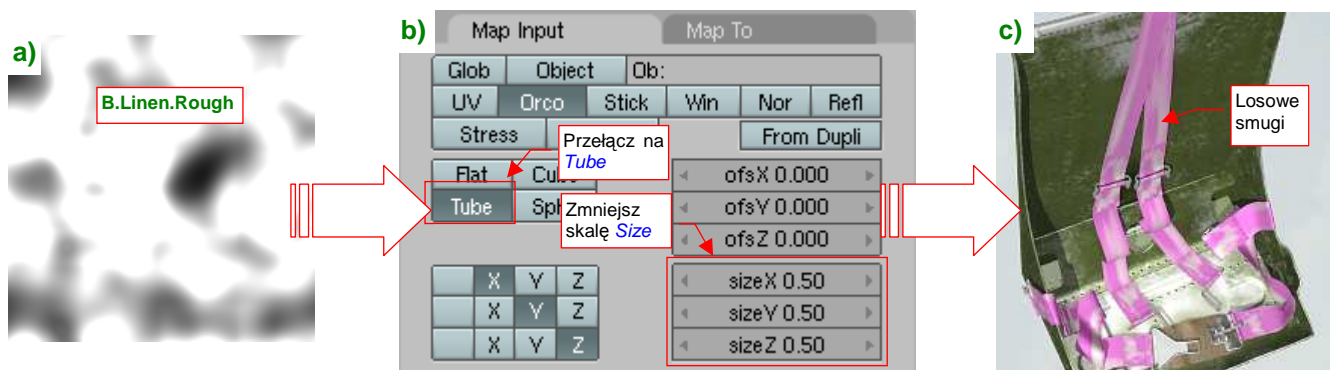 a)
B.Linen.Rough
b)
Map Input
Map To
Glob
Object
Ob:
UV
Orco
Stick
Win
Nor
Refl
Stress
From Dupli
Przełącz na
Tube
Flat
Tube
Zmniejsz
skalę Size
ofsX 0.000
ofsY 0.000
ofsZ 0.000
X Y Z
X Y Z
X Y Z
sizeX 0.50
sizeY 0.50
sizeZ 0.50
c)
Losowe
smugi